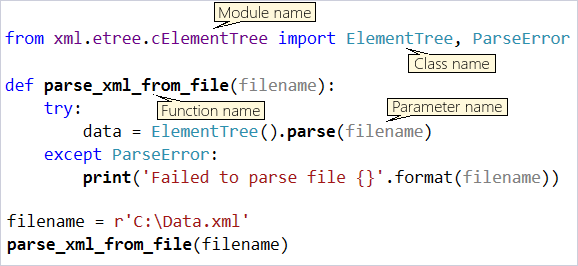 Module name
from xml.etree.cElementTree import ElementTree, ParseError
Class name
def parse_xml_from_file(filename):
Function name
Parameter name
try:
data = ElementTree().parse(filename)
except ParseError:
print('Failed to parse file {}'.format(filename))
filename = r'C:\Data.xml'
parse_xml_from_file(filename)